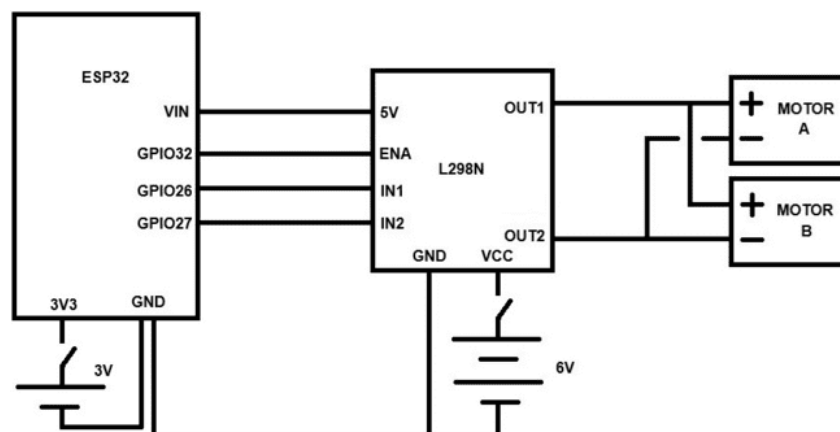 ESP32
VIN
GPIO32
GPIO26
GPIO27
3V3
GND
3V
5V
ENA
IN1
IN2
L298N
OUT1
OUT2
GND
VCC
6V
+
-
MOTOR
A
+
-
MOTOR
B